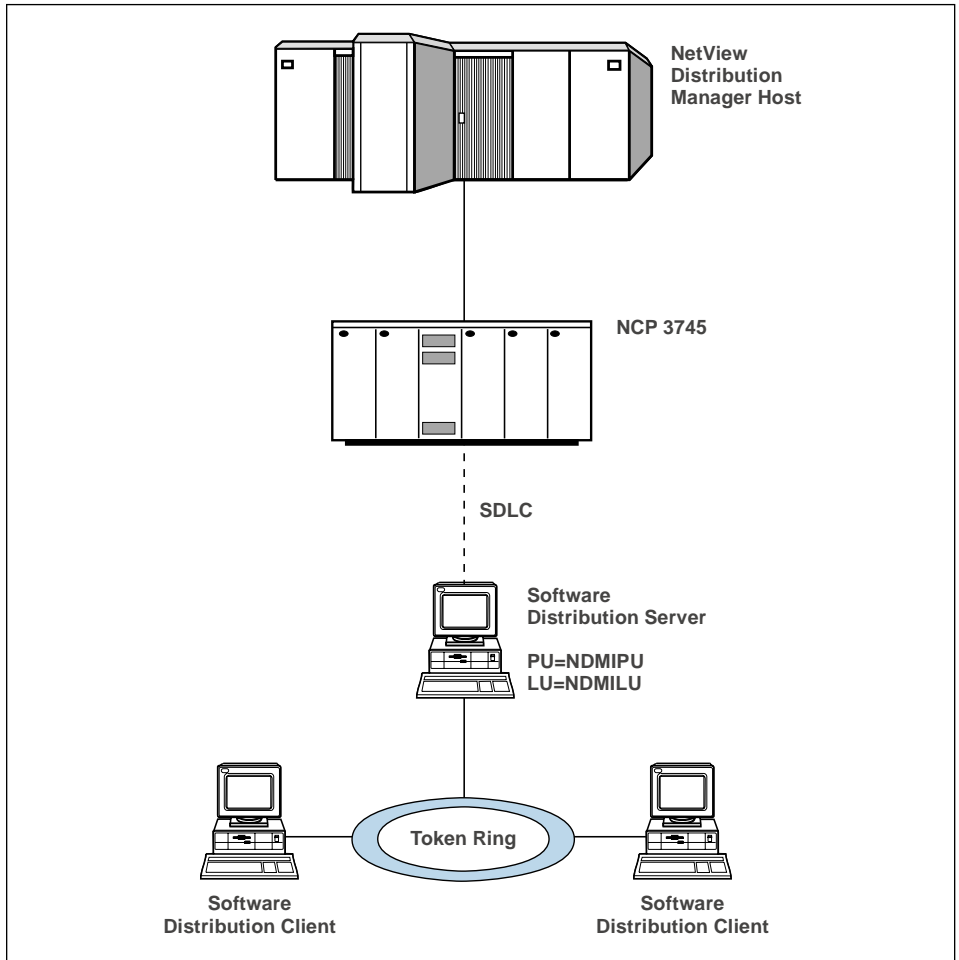 NetView
Distribution
Manager Host
NCP 3745
SDLC
Software
Distribution Server
PU=NDMIPU
LU=NDMILU
Token Ring
Software
Distribution Client
Software
Distribution Client